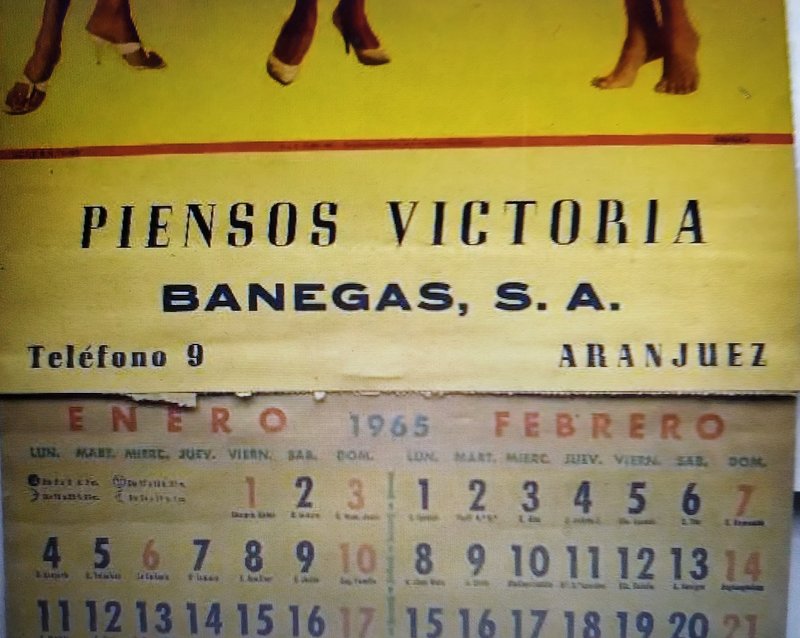 PIENSOS VICTORIA
BANEGAS, S. A.
Teléfono 9 ARANJUEZ
ENERO 1965 FEBRERO
LUN. MART. MIERC. JUEV. VIERN. SAB. DOM. LUN. MART. MIERC. JUEV. VIERN. SAB. DOM.
1 2 3 1 2 3 4 5 6 7
4 5 6 7 8 9 10 8 9 10 11 12 13 14
11 12 13 14 15 16 17 15 16 17 18 19 20 21